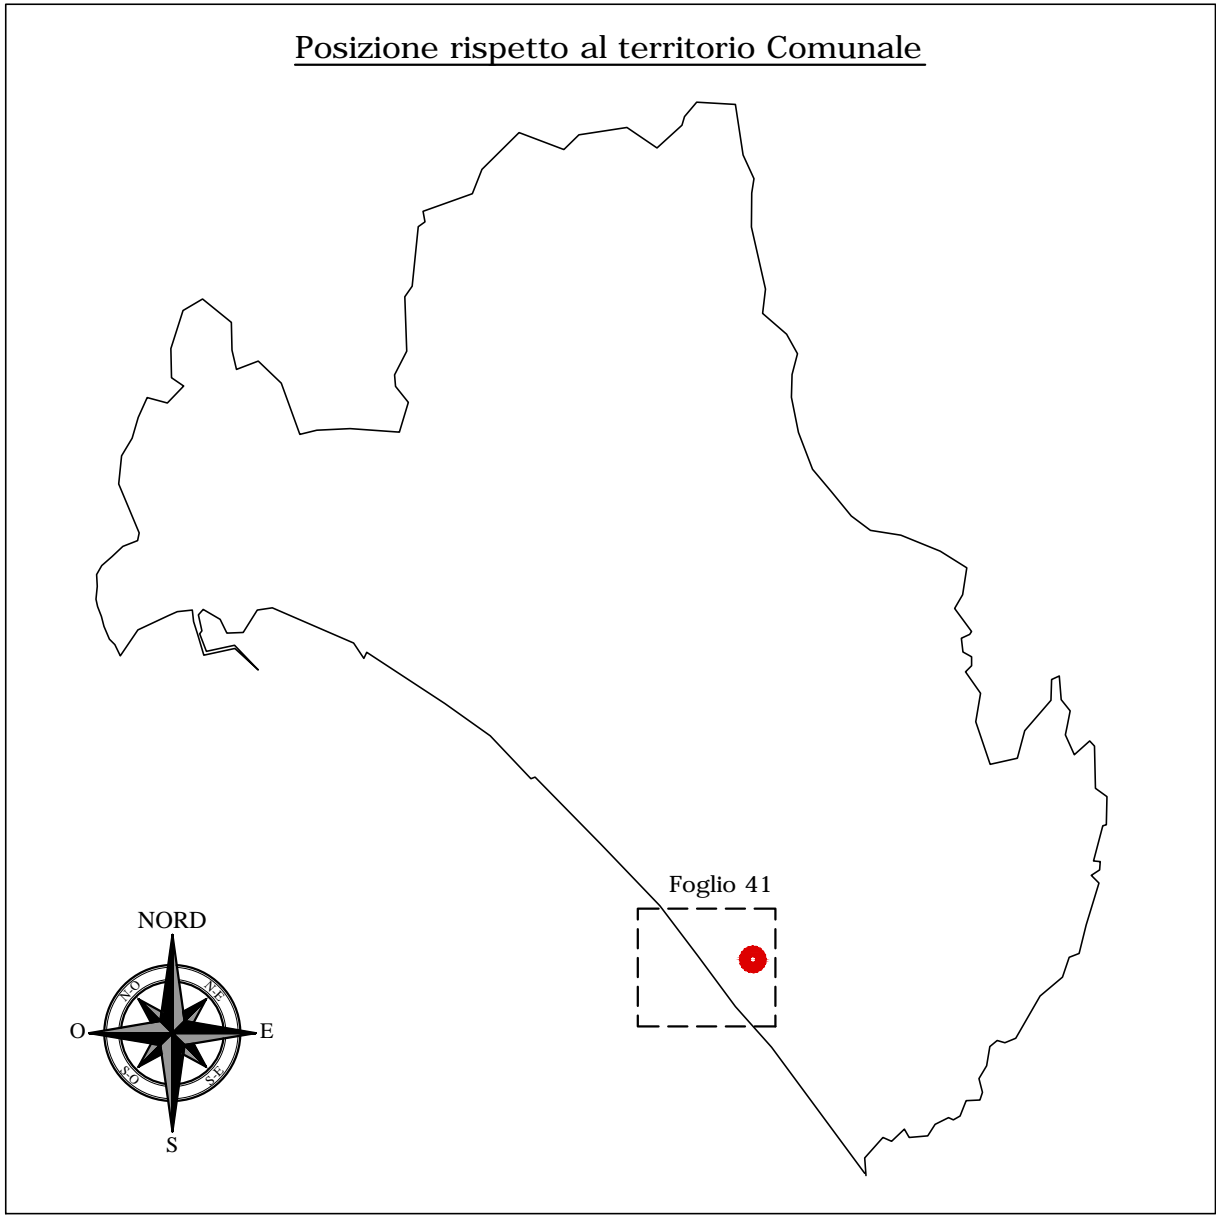 Posizione rispetto al territorio Comunale
Foglio 41
NORD
N-O
N-E
O
E
S-O
S-E
S